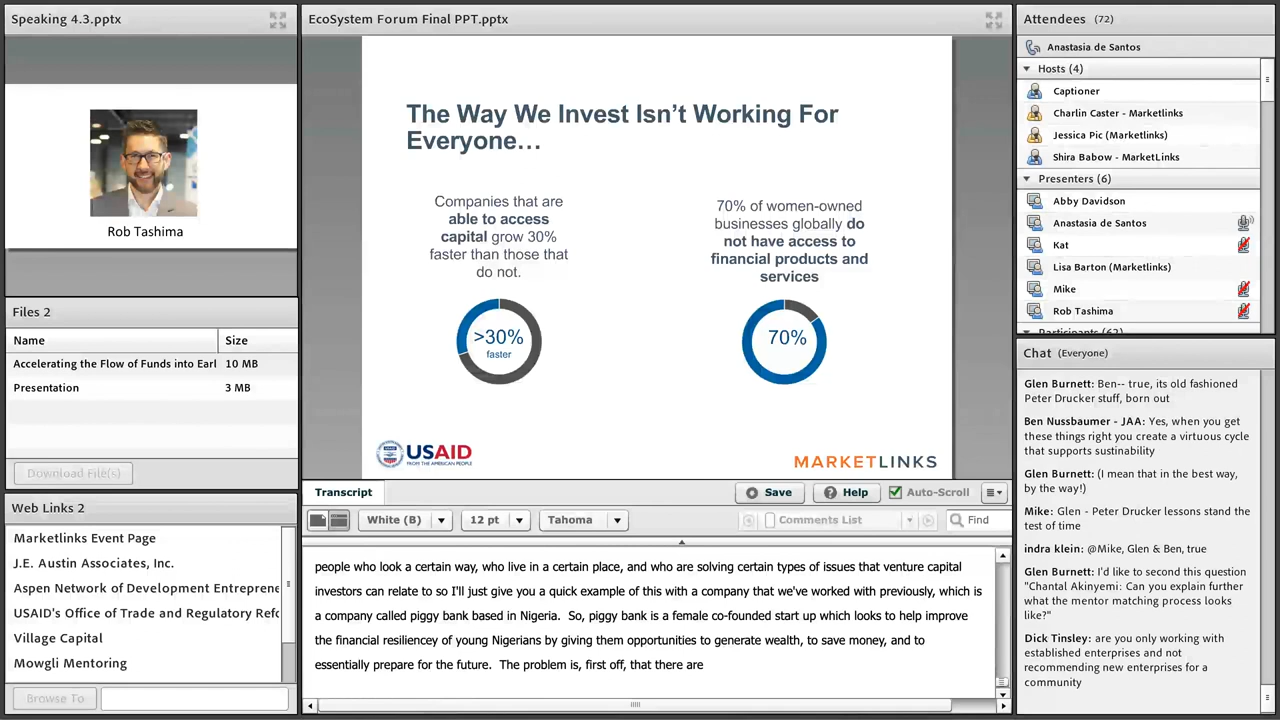 Speaking 4.3.pptx
Rob Tashima
Files 2
Name Size
Accelerating the Flow of Funds into Earl 10 MB
Presentation 3 MB
Download File(s)
Web Links 2
Marketlinks Event Page
J.E. Austin Associates, Inc.
Aspen Network of Development Entreprene
USAID's Office of Trade and Regulatory Refo
Village Capital
Mowgli Mentoring
Browse To
EcoSystem Forum Final PPT.pptx
The Way We Invest Isn't Working For
Everyone…
Companies that are
able to access
capital grow 30%
faster than those that
do not.
>30%
faster
70% of women-owned
businesses globally do
not have access to
financial products and
services
70%
USAID
FROM THE AMERICAN PEOPLE
MARKETLINKS
Transcript
Save
Help
Auto-Scroll
White (B)
12 pt
Tahoma
Comments List
Find
people who look a certain way, who live in a certain place, and who are solving certain types of issues that venture capital
investors can relate to so I'll just give you a quick example of this with a company that we've worked with previously, which is
a company called piggy bank based in Nigeria. So, piggy bank is a female co-founded start up which looks to help improve
the financial resiliencey of young Nigerians by giving them opportunities to generate wealth, to save money, and to
essentially prepare for the future. The problem is, first off, that there are
Attendees (72)
Anastasia de Santos
Hosts (4)
Captioner
Charlin Caster - Marketlinks
Jessica Pic (Marketlinks)
Shira Babow - MarketLinks
Presenters (6)
Abby Davidson
Anastasia de Santos
Kat
Lisa Barton (Marketlinks)
Mike
Rob Tashima
Participants (62)
Chat (Everyone)
Glen Burnett: Ben-- true, its old fashioned
Peter Drucker stuff, born out
Ben Nussbaumer - JAA: Yes, when you get
these things right you create a virtuous cycle
that supports sustinability
Glen Burnett: (I mean that in the best way,
by the way!)
Mike: Glen - Peter Drucker lessons stand the
test of time
indra klein: @Mike, Glen & Ben, true
Glen Burnett: I'd like to second this question
"Chantal Akinyemi: Can you explain further
what the mentor matching process looks
like?"
Dick Tinsley: are you only working with
established enterprises and not
recommending new enterprises for a
community